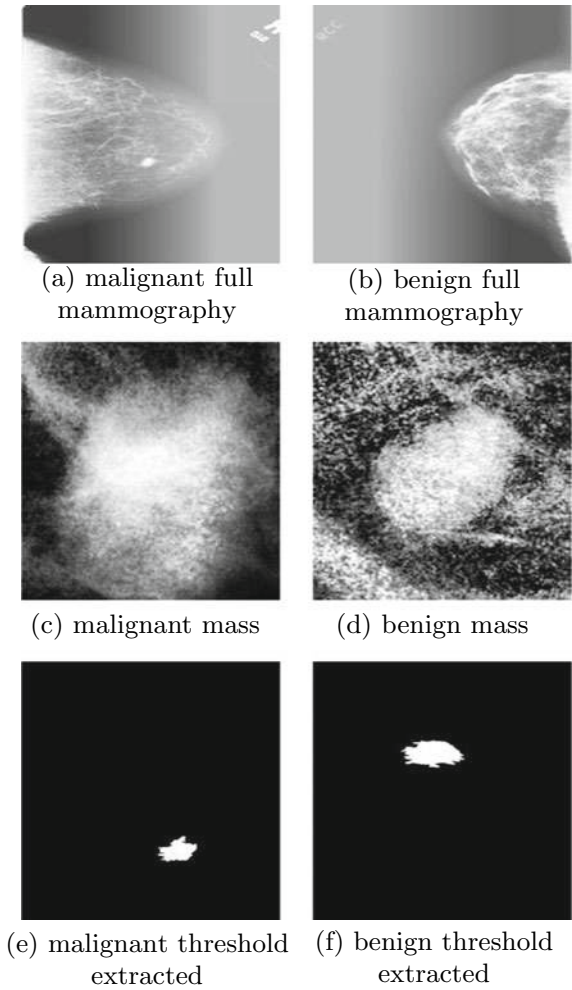 (a) malignant full
mammography
(b) benign full
mammography
(c) malignant mass
(d) benign mass
(e) malignant threshold
extracted
(f) benign threshold
extracted